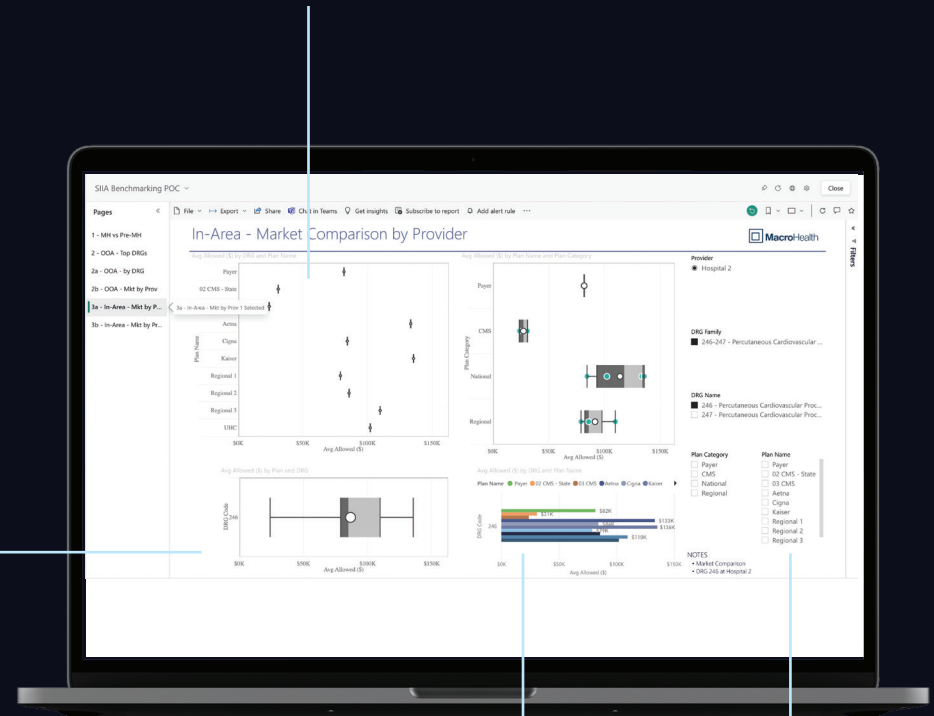 SIIA Benchmarking POC
Close
Pages
File
Export
Share
Chat in Teams
Get insights
Subscribe to report
Add alert rule
1 - MH vs Pre-MH
2 - OOA - Top DRGs
2a - OOA - by DRG
2b - OOA - Mkt by Prov
3a - In-Area - Mkt by P...
3b - In-Area - Mkt by Pr...
3a - In-Area - Mkt by Prov 1 Selected
In-Area - Market Comparison by Provider
MacroHealth
Filters
Avg Allowed ($) by DRG and Plan Name
Plan Name
Payer
02 CMS - State
Aetna
Cigna
Kaiser
Regional 1
Regional 2
Regional 3
UHC
$0K
$50K
$100K
$150K
Avg Allowed ($)
Avg Allowed ($) by Plan Name and Plan Category
Plan Category
Payer
CMS
National
Regional
$0K
$50K
$100K
$150K
Avg Allowed ($)
Provider
Hospital 2
DRG Family
246-247 - Percutaneous Cardiovascular ...
DRG Name
246 - Percutaneous Cardiovascular Proc...
247 - Percutaneous Cardiovascular Proc...
Plan Category
Payer
CMS
National
Regional
Plan Name
Payer
02 CMS - State
03 CMS
Aetna
Cigna
Kaiser
Regional 1
Regional 2
Regional 3
Avg Allowed ($) by Plan and DRG
DRG Code
246
$0K
$50K
$100K
$150K
Avg Allowed ($)
Avg Allowed ($) by DRG and Plan Name
Plan Name Payer 02 CMS - State 03 CMS Aetna Cigna Kaiser
DRG Code
246
$82K
$31K
$133K
$136K
$110K
$0K
$50K
$100K
$150K
Avg Allowed ($)
NOTES
• Market Comparison
• DRG 246 at Hospital 2